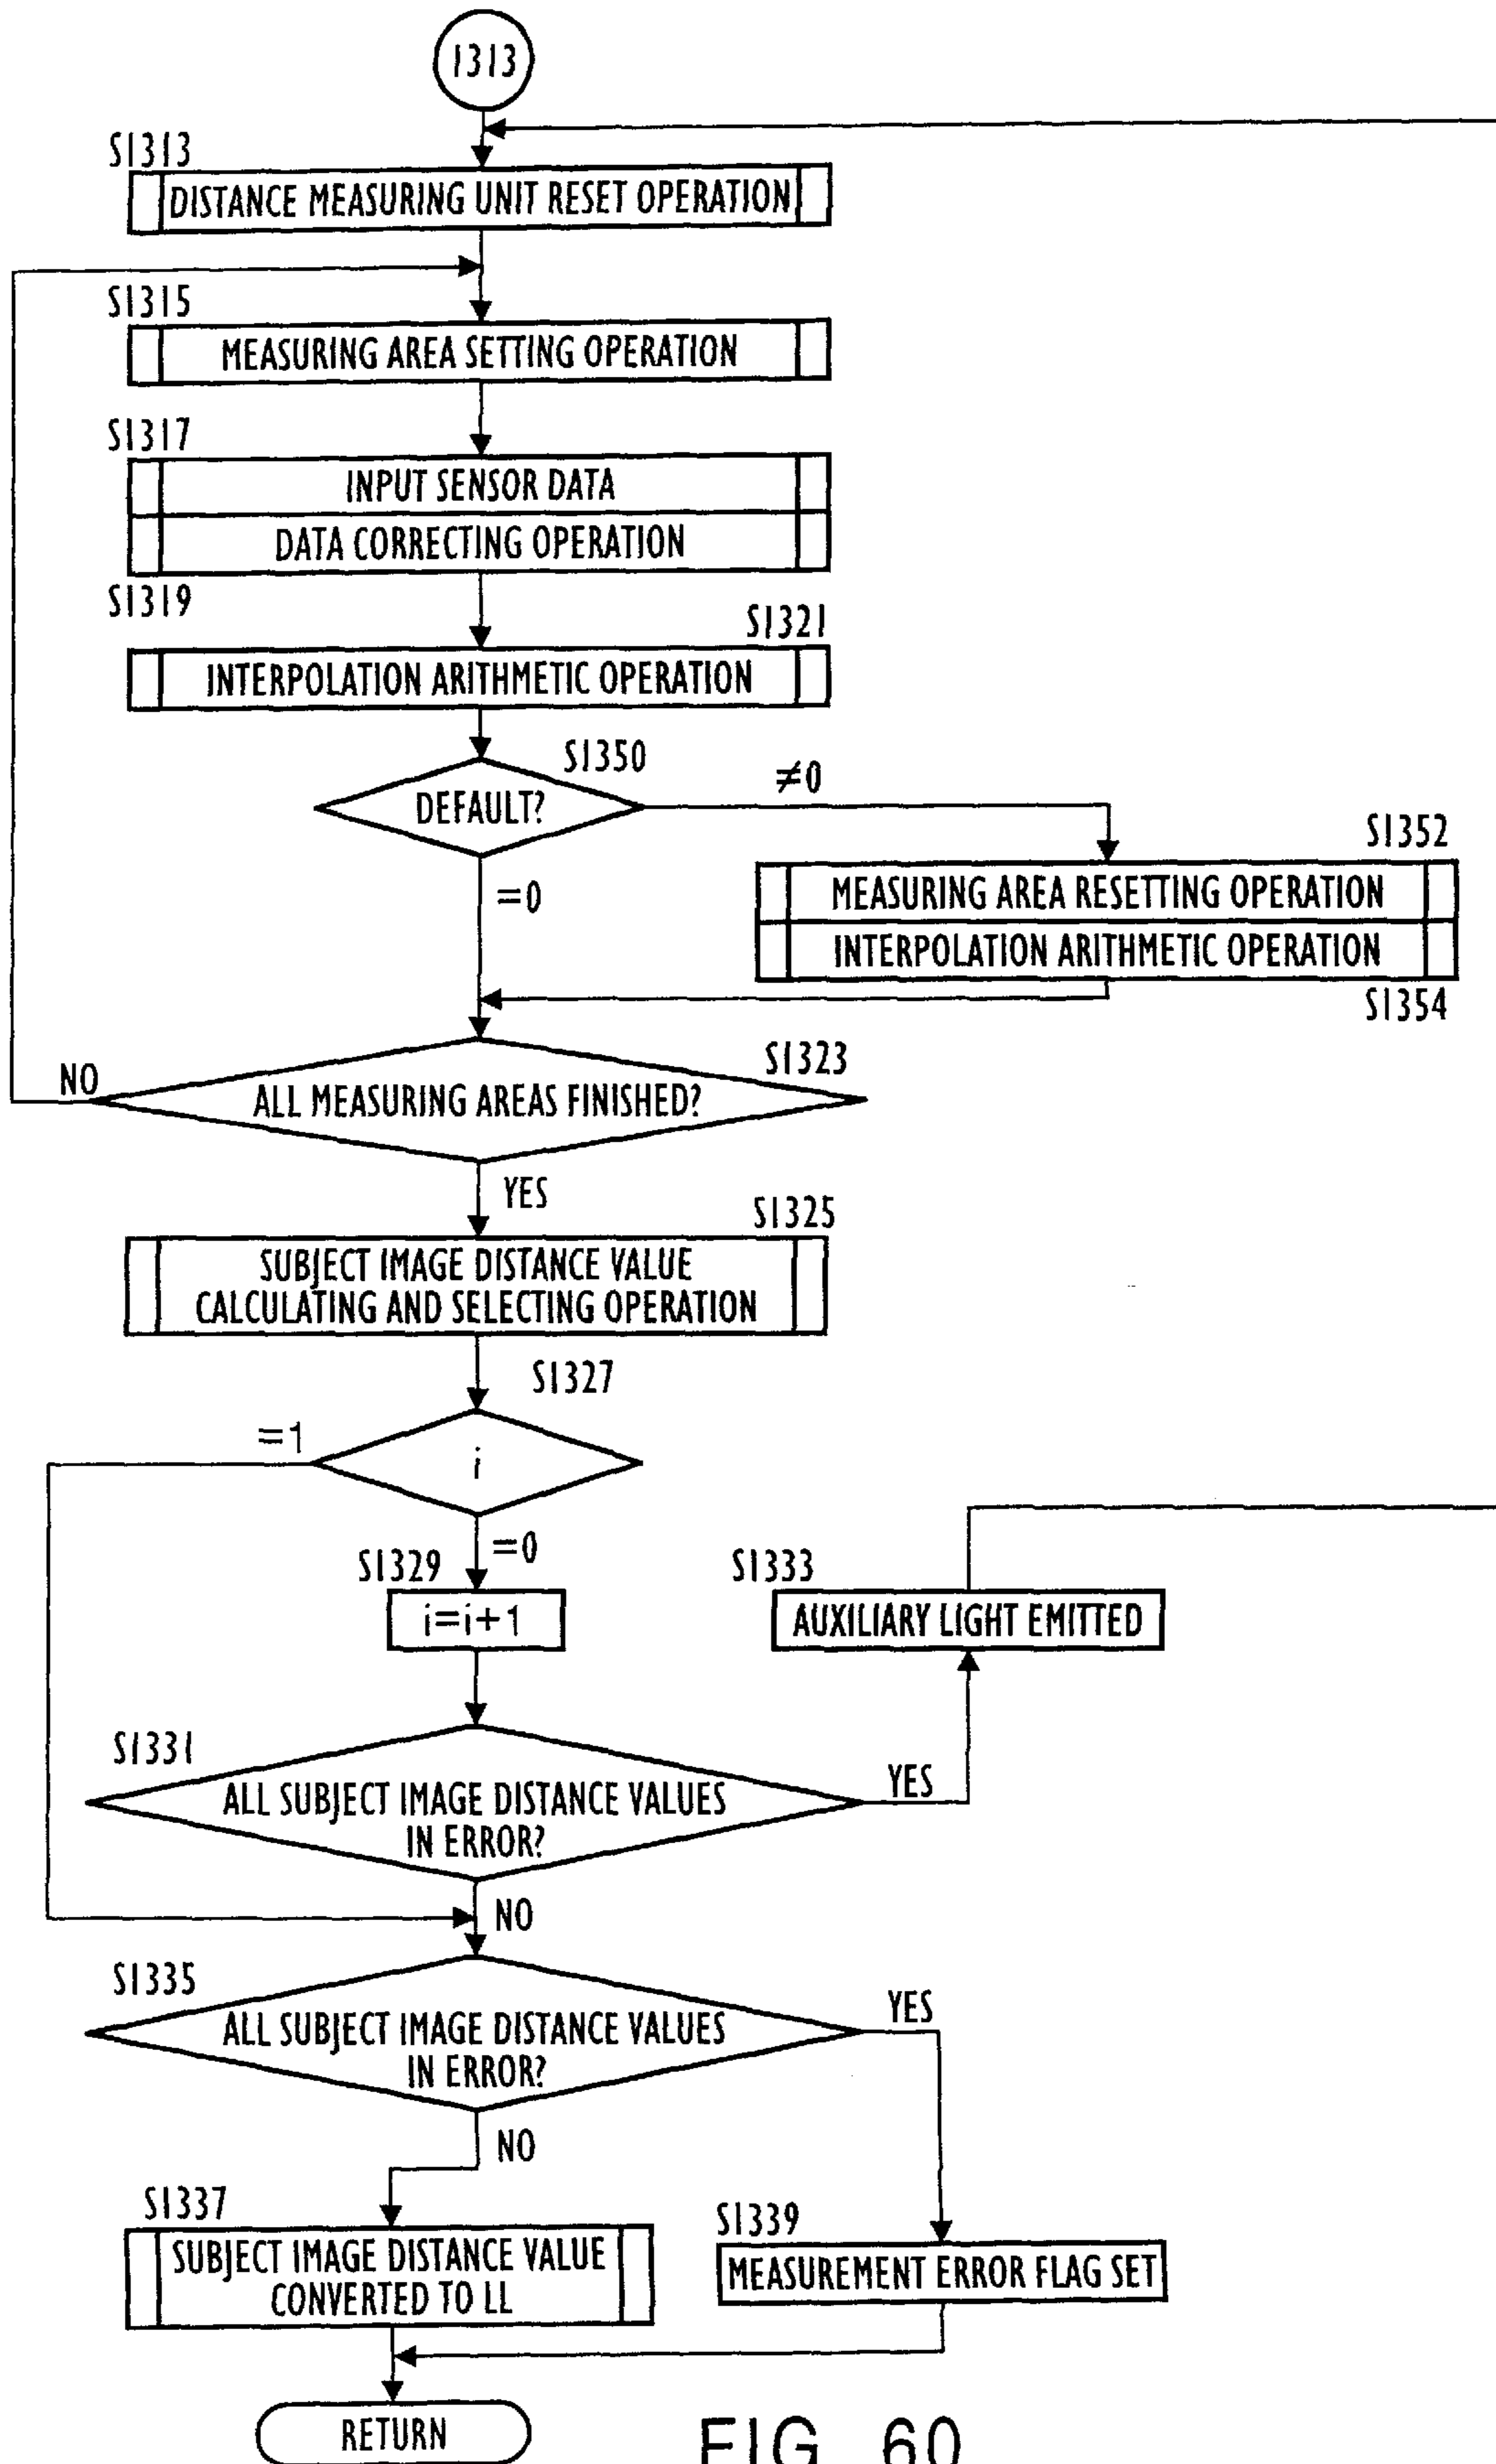 1313
S1313
DISTANCE MEASURING UNIT RESET OPERATION
S1315
MEASURING AREA SETTING OPERATION
S1317
INPUT SENSOR DATA
DATA CORRECTING OPERATION
S1319
S1321
INTERPOLATION ARITHMETIC OPERATION
S1350
DEFAULT?
≠0
=0
S1352
MEASURING AREA RESETTING OPERATION
INTERPOLATION ARITHMETIC OPERATION
S1354
S1323
NO
ALL MEASURING AREAS FINISHED?
YES
S1325
SUBJECT IMAGE DISTANCE VALUE
CALCULATING AND SELECTING OPERATION
S1327
=1
i
=0
S1329
i=i+1
S1333
AUXILIARY LIGHT EMITTED
S1331
ALL SUBJECT IMAGE DISTANCE VALUES
IN ERROR?
YES
NO
S1335
ALL SUBJECT IMAGE DISTANCE VALUES
IN ERROR?
YES
NO
S1337
SUBJECT IMAGE DISTANCE VALUE
CONVERTED TO LL
S1339
MEASUREMENT ERROR FLAG SET
RETURN
FIG. 60